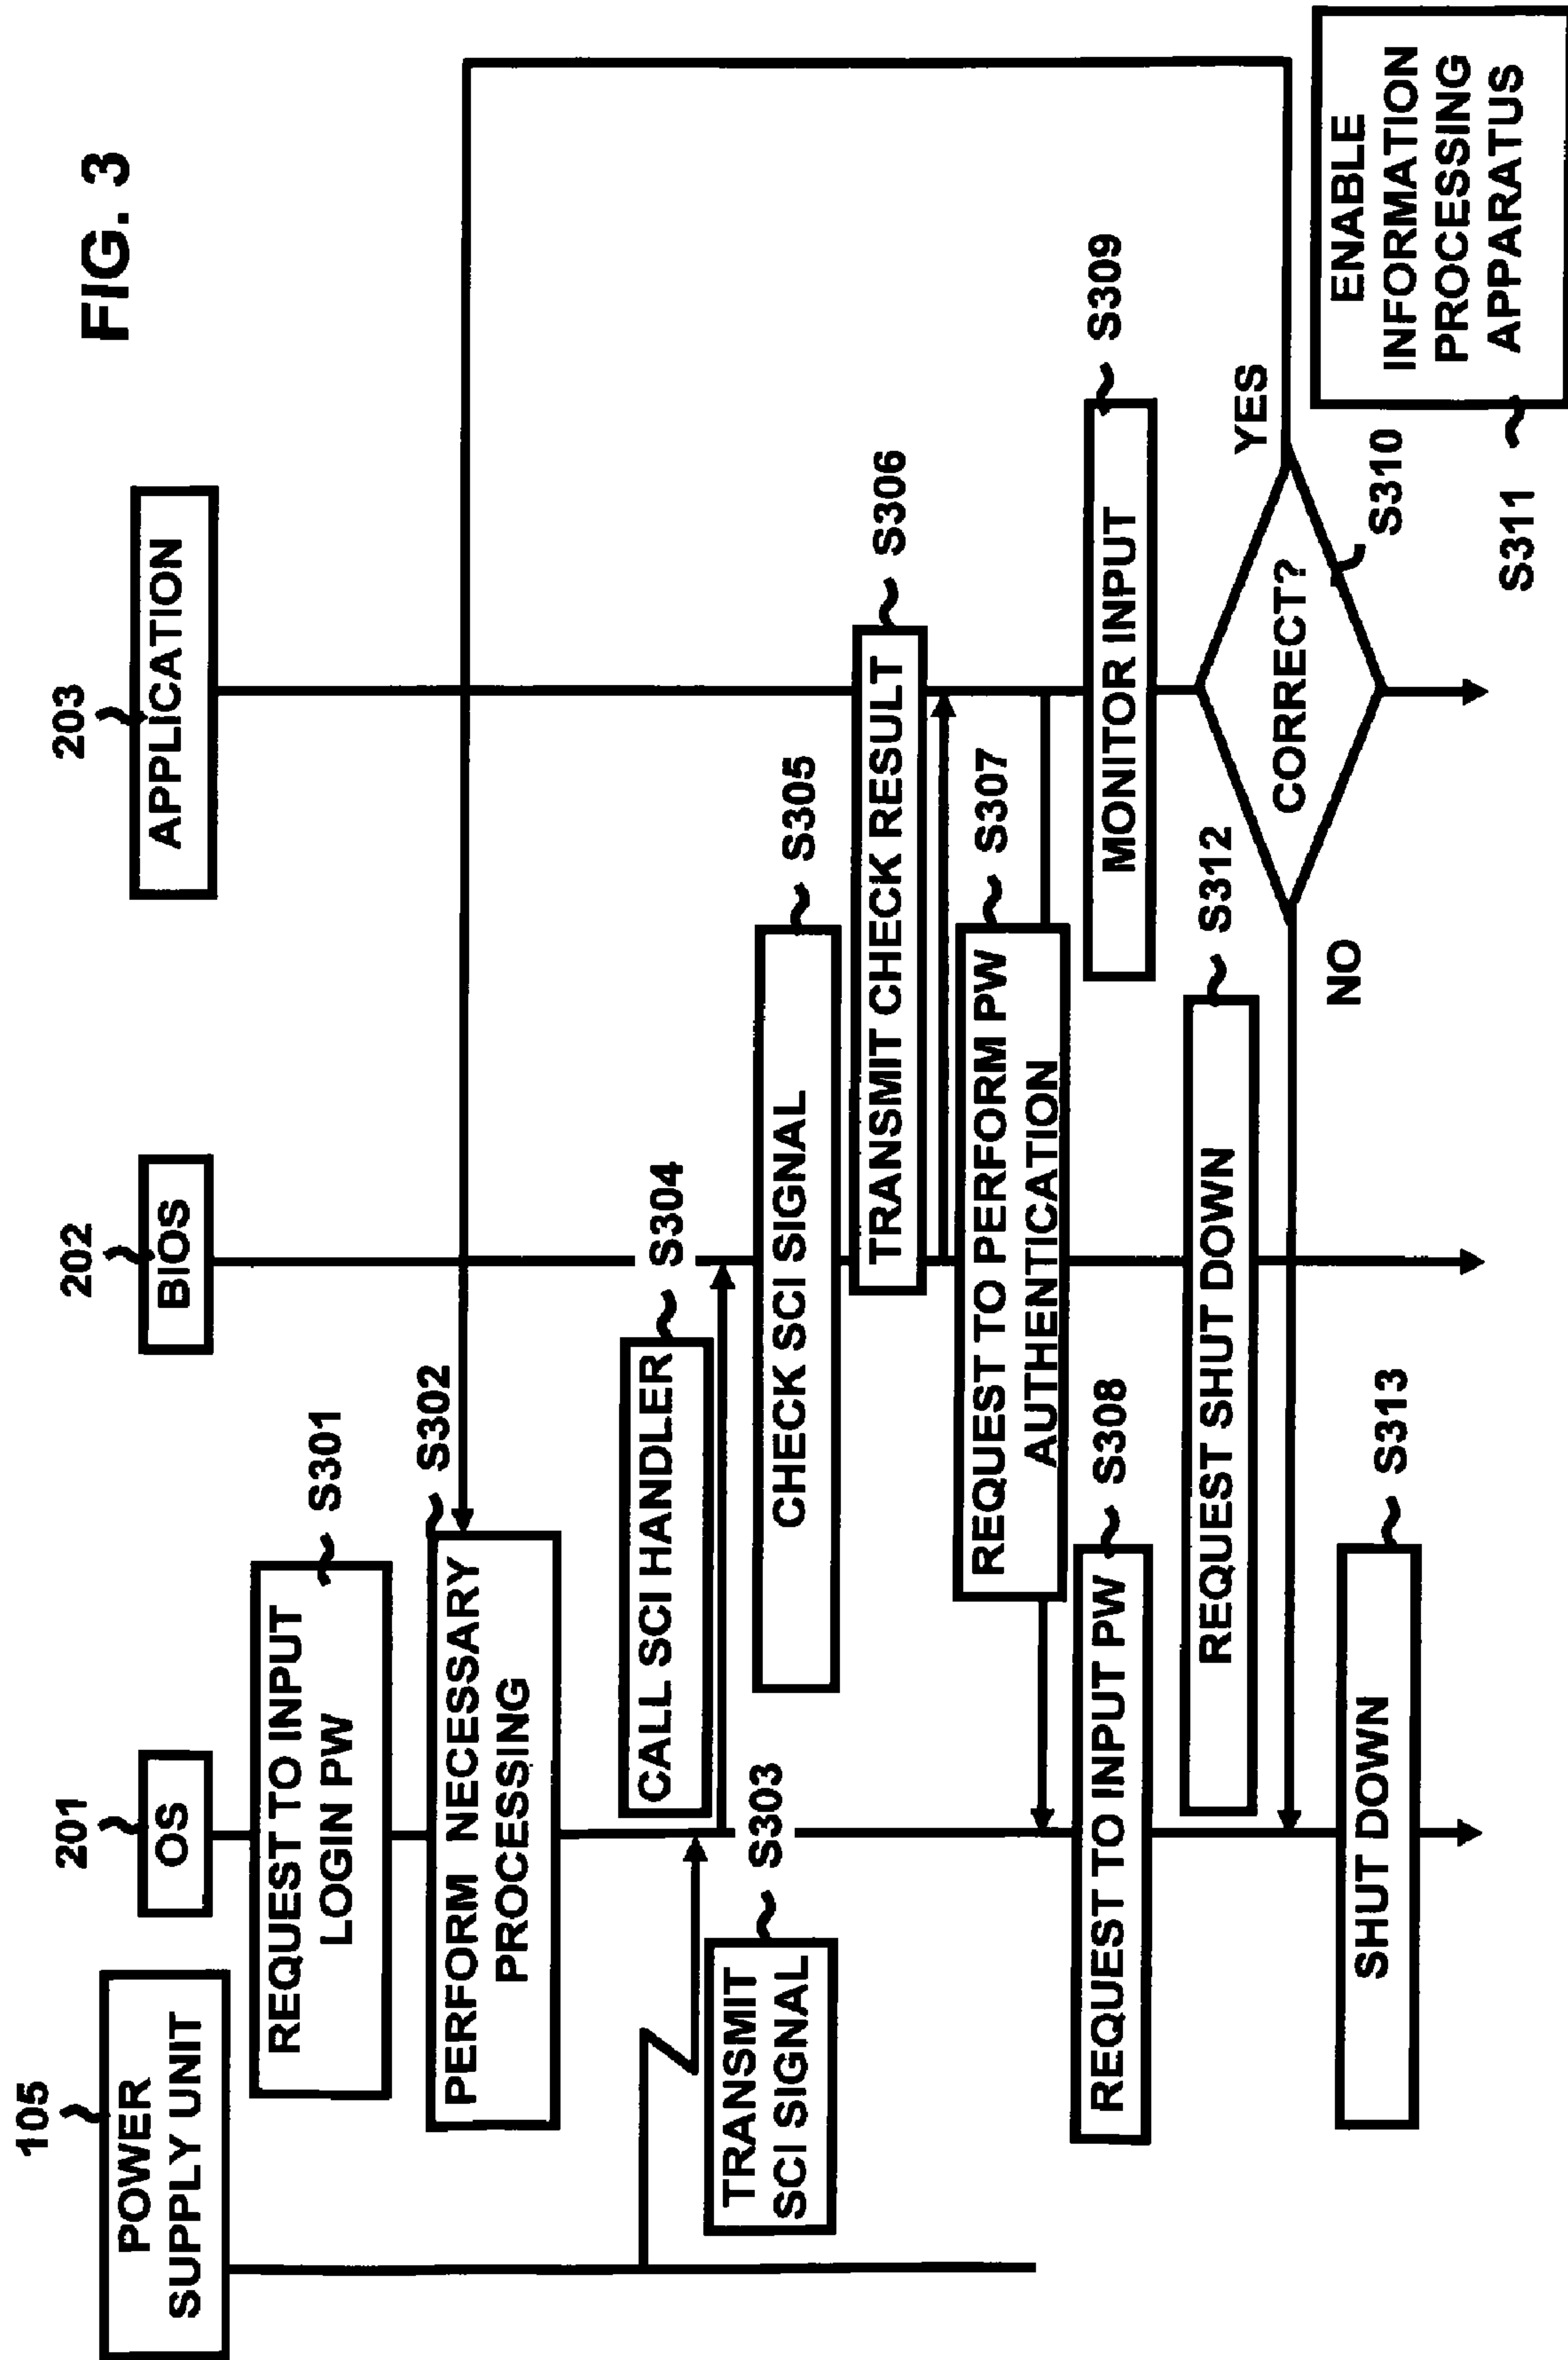 FIG. 3
105
POWER
SUPPLY UNIT
201
OS
202
BIOS
203
APPLICATION
REQUEST TO INPUT
LOGIN PW
S301
PERFORM NECESSARY
PROCESSING
S302
TRANSMIT
SCI SIGNAL
S303
CALL SCI HANDLER
S304
CHECK SCI SIGNAL
S305
TRANSMIT CHECK RESULT
S306
REQUEST TO PERFORM PW
AUTHENTICATION
S307
REQUEST TO INPUT PW
S308
MONITOR INPUT
S309
CORRECT?
S310
YES
NO
ENABLE
INFORMATION
PROCESSING
APPARATUS
S311
REQUEST SHUT DOWN
S312
SHUT DOWN
S313